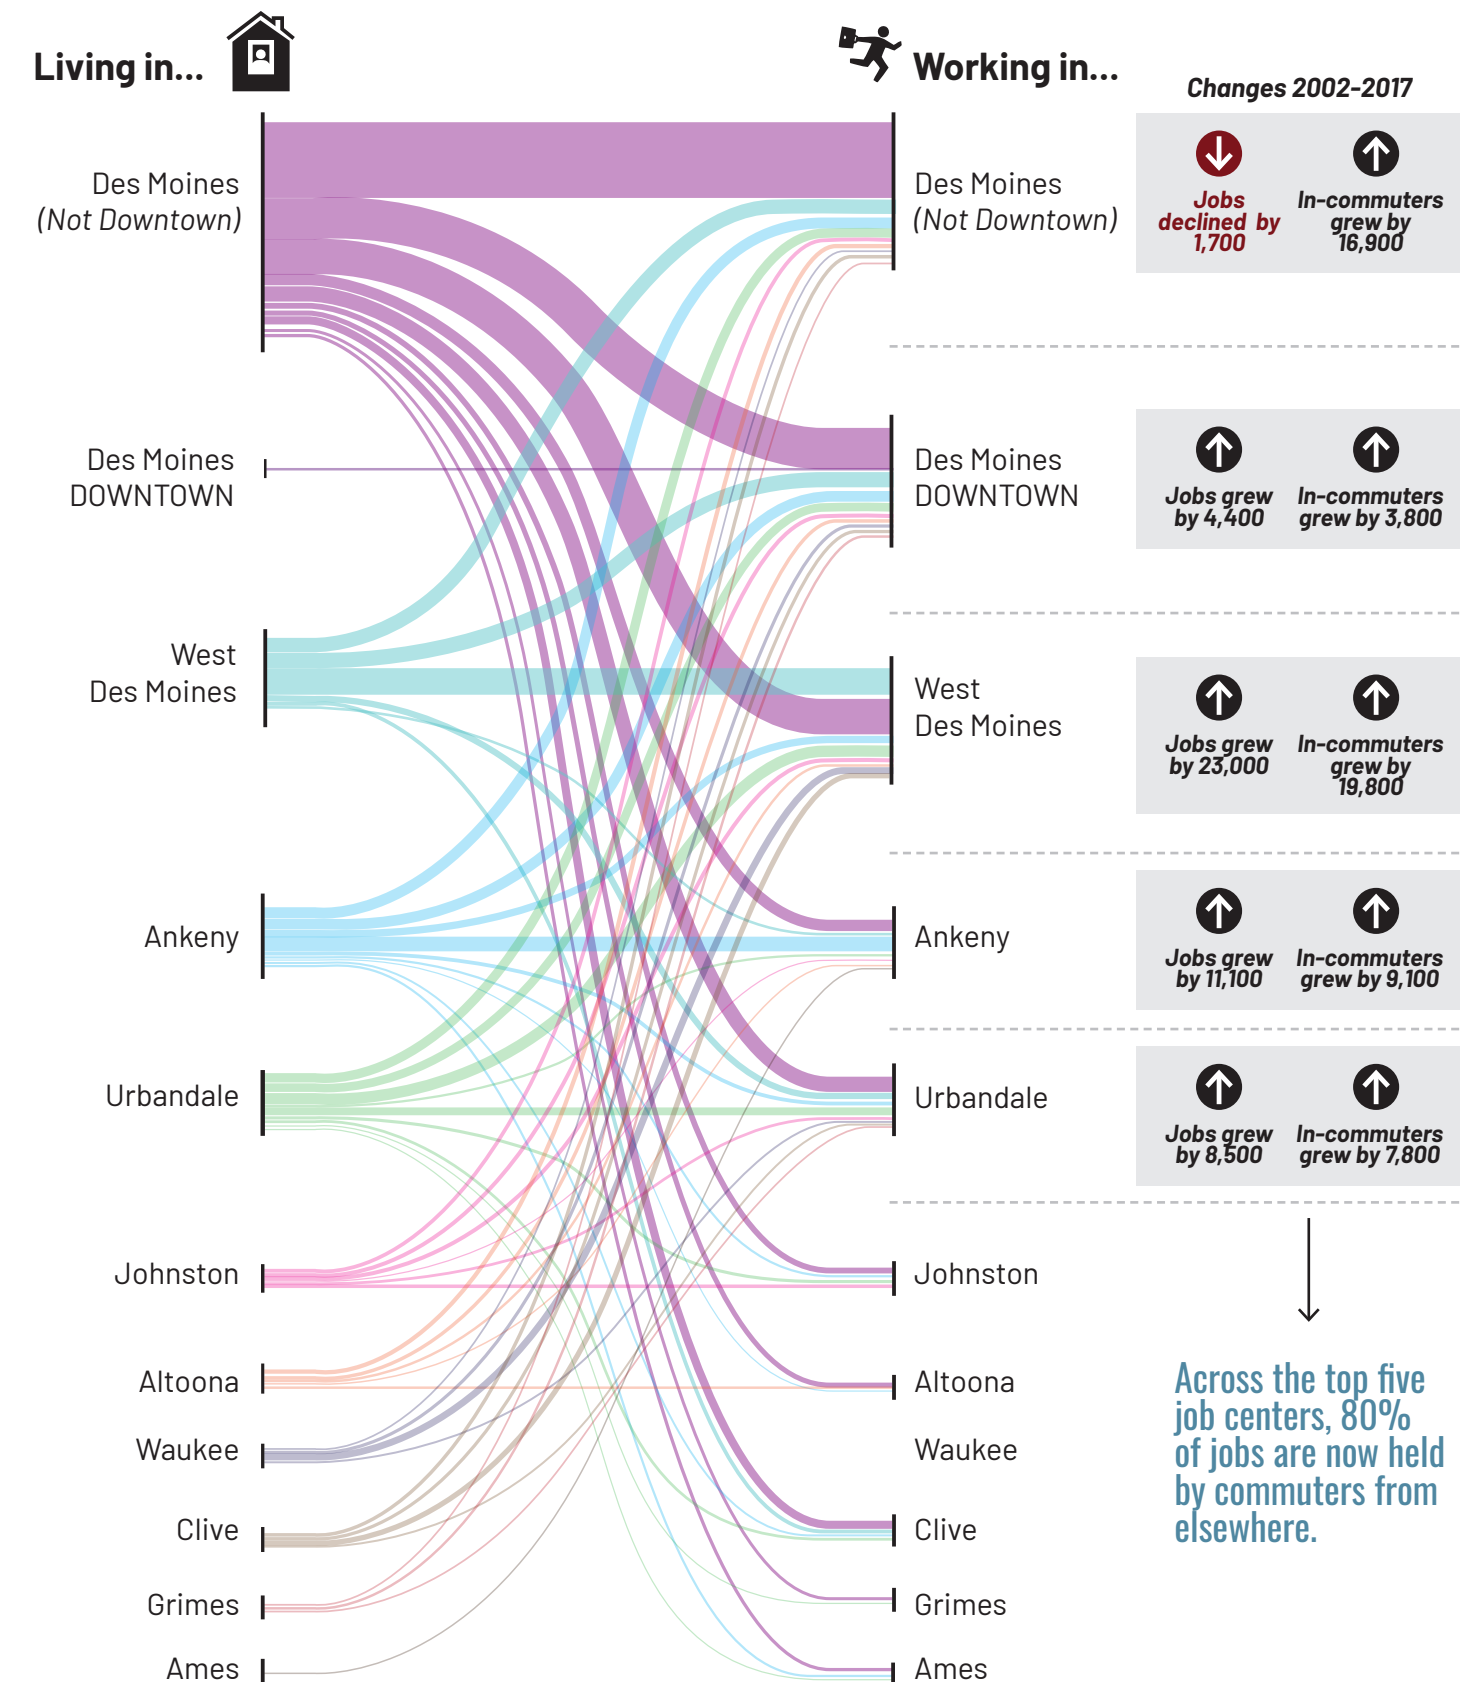 Living in...
Working in...
Changes 2002-2017
Des Moines
(Not Downtown)
Des Moines
(Not Downtown)
Jobs
declined by
1,700
In-commuters
grew by
16,900
Des Moines
DOWNTOWN
Des Moines
DOWNTOWN
Jobs grew
by 4,400
In-commuters
grew by 3,800
West
Des Moines
West
Des Moines
Jobs grew
by 23,000
In-commuters
grew by
19,800
Ankeny
Ankeny
Jobs grew
by 11,100
In-commuters
grew by 9,100
Urbandale
Urbandale
Jobs grew
by 8,500
In-commuters
grew by 7,800
Johnston
Johnston
Altoona
Altoona
Waukee
Waukee
Clive
Clive
Grimes
Grimes
Ames
Ames
Across the top five
job centers, 80%
of jobs are now held
by commuters from
elsewhere.